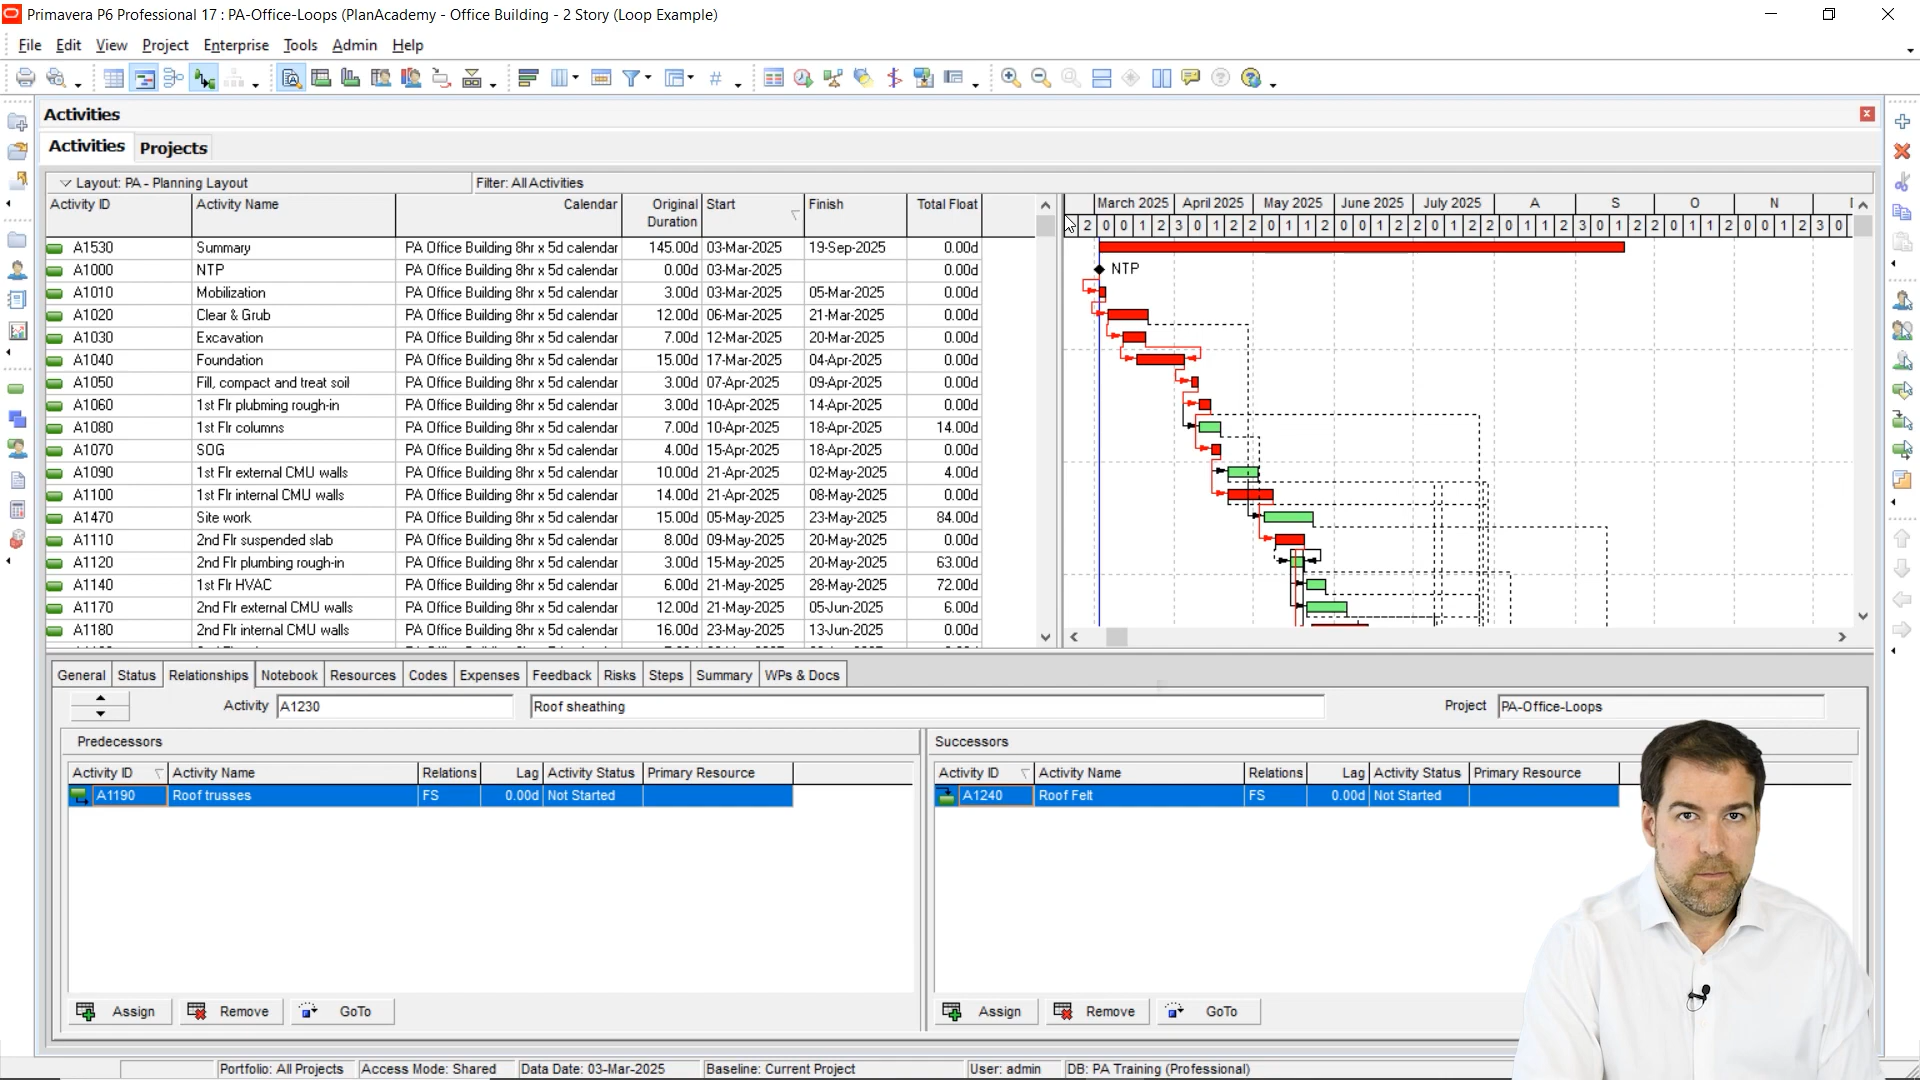 Primavera P6 Professional 17 : PA-Office-Loops (PlanAcademy - Office Building - 2 Story (Loop Example)
File Edit View Project Enterprise Tools Admin Help
Activities
Activities Projects
Layout: PA - Planning Layout Filter: All Activities
Activity ID Activity Name Calendar Original Duration Start Finish Total Float
March 2025 April 2025 May 2025 June 2025 July 2025 A S O N
A1530 Summary PA Office Building 8hr x 5d calendar 145.00d 03-Mar-2025 19-Sep-2025 0.00d
A1000 NTP PA Office Building 8hr x 5d calendar 0.00d 03-Mar-2025 0.00d NTP
A1010 Mobilization PA Office Building 8hr x 5d calendar 3.00d 03-Mar-2025 05-Mar-2025 0.00d
A1020 Clear & Grub PA Office Building 8hr x 5d calendar 12.00d 06-Mar-2025 21-Mar-2025 0.00d
A1030 Excavation PA Office Building 8hr x 5d calendar 7.00d 12-Mar-2025 20-Mar-2025 0.00d
A1040 Foundation PA Office Building 8hr x 5d calendar 15.00d 17-Mar-2025 04-Apr-2025 0.00d
A1050 Fill, compact and treat soil PA Office Building 8hr x 5d calendar 3.00d 07-Apr-2025 09-Apr-2025 0.00d
A1060 1st Flr plubming rough-in PA Office Building 8hr x 5d calendar 3.00d 10-Apr-2025 14-Apr-2025 0.00d
A1080 1st Flr columns PA Office Building 8hr x 5d calendar 7.00d 10-Apr-2025 18-Apr-2025 14.00d
A1070 SOG PA Office Building 8hr x 5d calendar 4.00d 15-Apr-2025 18-Apr-2025 0.00d
A1090 1st Flr external CMU walls PA Office Building 8hr x 5d calendar 10.00d 21-Apr-2025 02-May-2025 4.00d
A1100 1st Flr internal CMU walls PA Office Building 8hr x 5d calendar 14.00d 21-Apr-2025 08-May-2025 0.00d
A1470 Site work PA Office Building 8hr x 5d calendar 15.00d 05-May-2025 23-May-2025 84.00d
A1110 2nd Flr suspended slab PA Office Building 8hr x 5d calendar 8.00d 09-May-2025 20-May-2025 0.00d
A1120 2nd Flr plumbing rough-in PA Office Building 8hr x 5d calendar 3.00d 15-May-2025 20-May-2025 63.00d
A1140 1st Flr HVAC PA Office Building 8hr x 5d calendar 6.00d 21-May-2025 28-May-2025 72.00d
A1170 2nd Flr external CMU walls PA Office Building 8hr x 5d calendar 12.00d 21-May-2025 05-Jun-2025 6.00d
A1180 2nd Flr internal CMU walls PA Office Building 8hr x 5d calendar 16.00d 23-May-2025 13-Jun-2025 0.00d
General Status Relationships Notebook Resources Codes Expenses Feedback Risks Steps Summary WPs & Docs
Activity A1230 Roof sheathing Project PA-Office-Loops
Predecessors Successors
Activity ID Activity Name Relations Lag Activity Status Primary Resource Activity ID Activity Name Relations Lag Activity Status Primary Resource
A1190 Roof trusses FS 0.00d Not Started A1240 Roof Felt FS 0.00d Not Started
Assign Remove GoTo Assign Remove GoTo
Portfolio: All Projects Access Mode: Shared Data Date: 03-Mar-2025 Baseline: Current Project User: admin DB: PA Training (Professional)